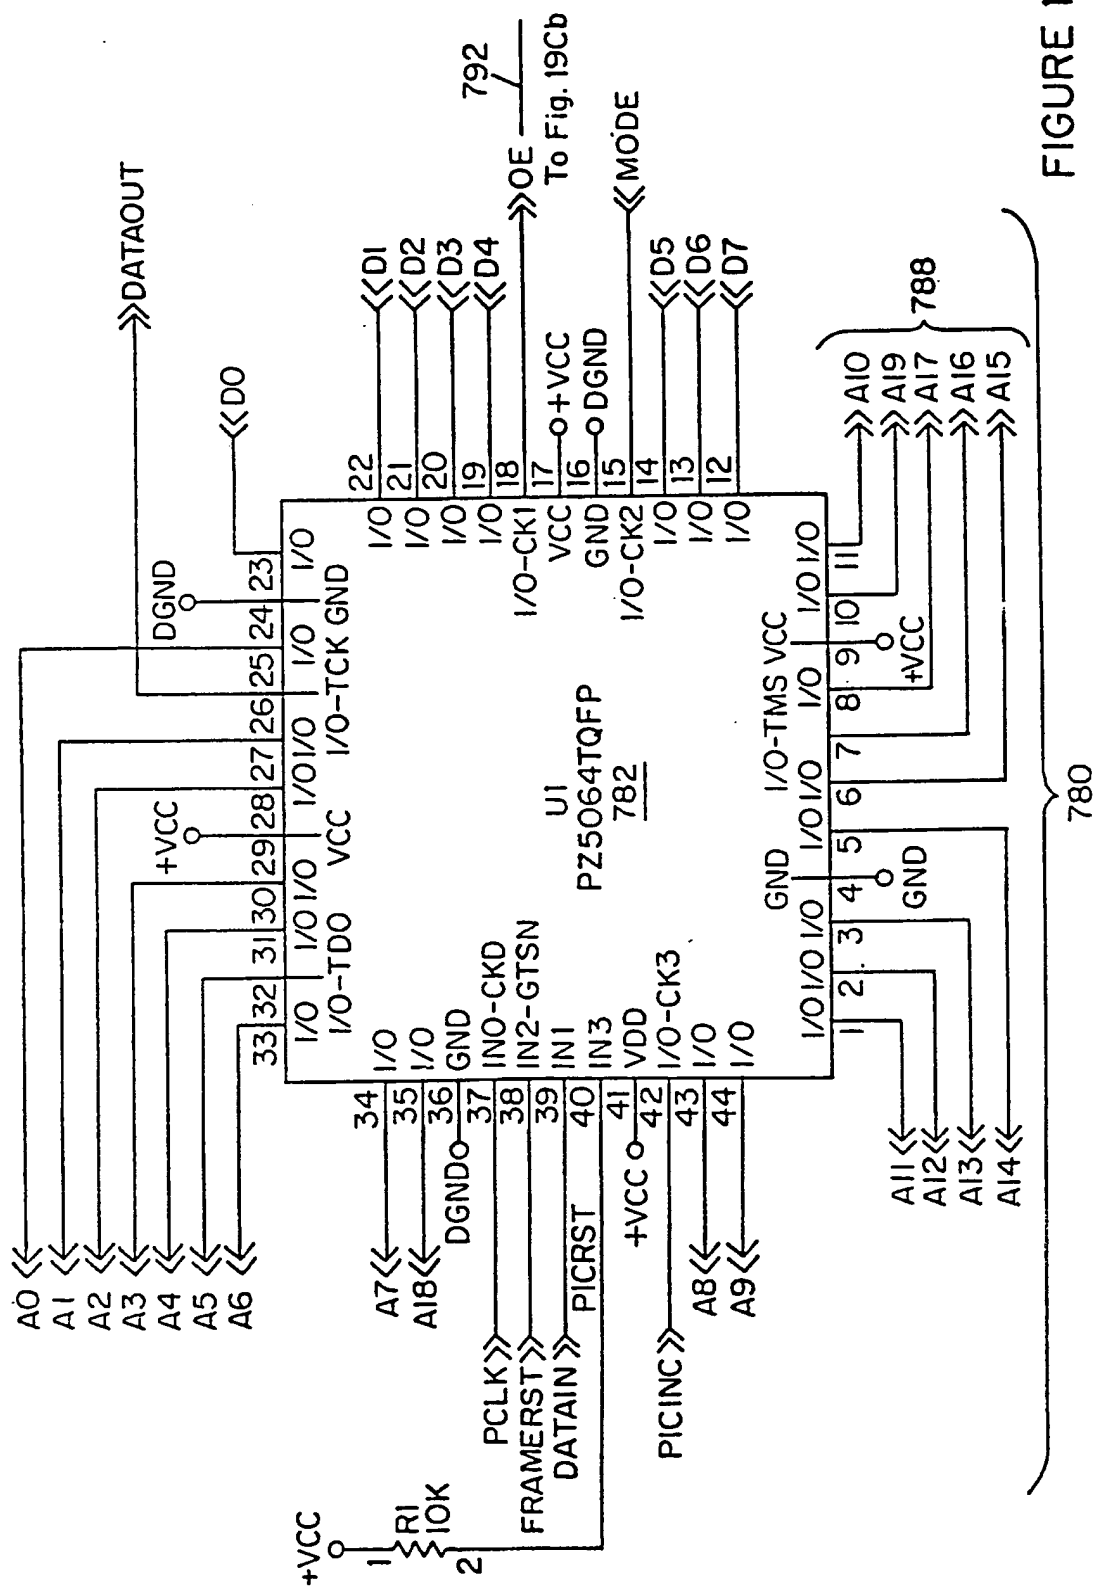 A0
A1
A2
A3
A4
A5
A6
DATAOUT
DGND
D0
+VCC
33 32 31 30 29 28 27 26 25 24 23
I/O
I/O-TDO
I/O
I/O
VCC
I/O
I/O
I/O-TCK
I/O
GND
I/O
34 I/O
35 I/O
36 GND
37 IN0-CKD
38 IN2-GTSN
39 IN1
40 IN3
41 VDD
42 I/O-CK3
43 I/O
44 I/O
A7
A18
DGND
PCLK
FRAMERST
DATAIN
PICRST
+VCC
PICINC
A8
A9
+VCC
1
R1
10K
2
U1
PZ5064TQFP
782
22 I/O
21 I/O
20 I/O
19 I/O
18 I/O-CK1
17 VCC
16 GND
15 I/O-CK2
14 I/O
13 I/O
12 I/O
D1
D2
D3
D4
OE
792
To Fig. 19Cb
+VCC
DGND
MODE
D5
D6
D7
I/O
I/O
I/O
GND
I/O
I/O
I/O-TMS
I/O
VCC
I/O
I/O
1 2 3 4 5 6 7 8 9 10 11
GND
+VCC
A11
A12
A13
A14
A10
A19
A17
A16
A15
788
780
FIGURE 1